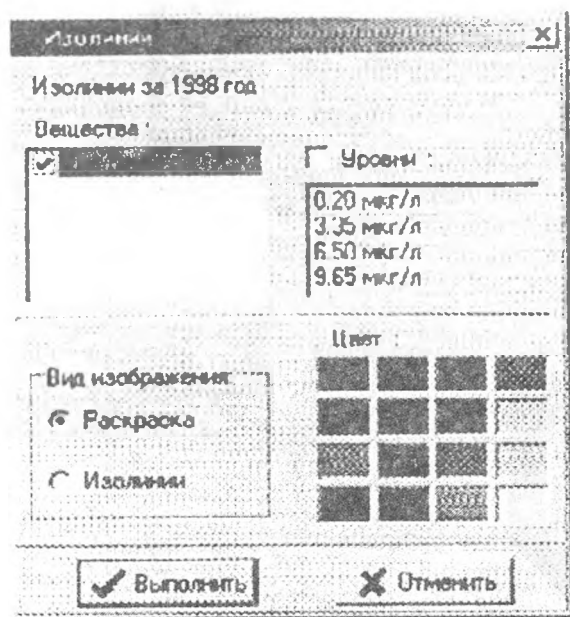 Изолинии
Изолинии за 1998 год
Вещества :
Уровни :
0.20 мкг/л
3.35 мкг/л
6.50 мкг/л
9.65 мкг/л
Цвет :
Вид изображения
Раскраска
Изолинии
Выполнить
Отменить